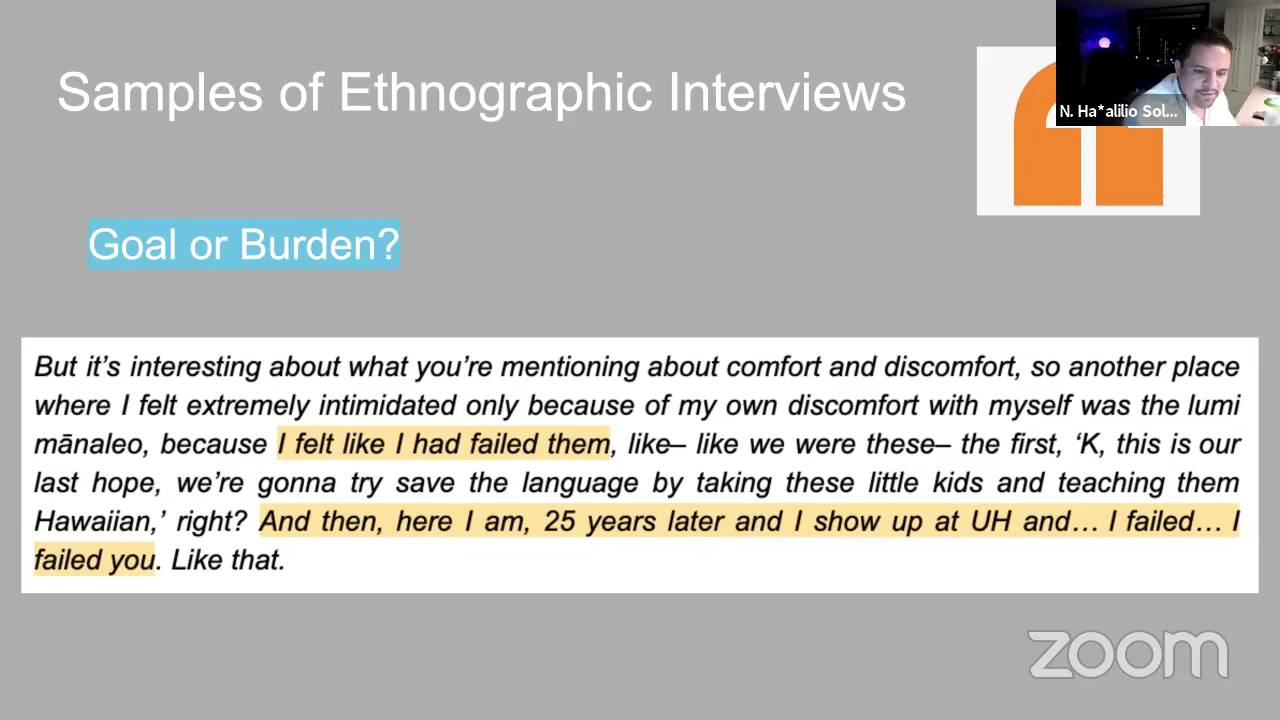 Samples of Ethnographic Interviews
N. Ha*alilio Sol...
Goal or Burden?
But it’s interesting about what you’re mentioning about comfort and discomfort, so another place
where I felt extremely intimidated only because of my own discomfort with myself was the lumi
mānaleo, because I felt like I had failed them, like– like we were these– the first, ‘K, this is our
last hope, we’re gonna try save the language by taking these little kids and teaching them
Hawaiian,’ right? And then, here I am, 25 years later and I show up at UH and… I failed… I
failed you. Like that.
zoom